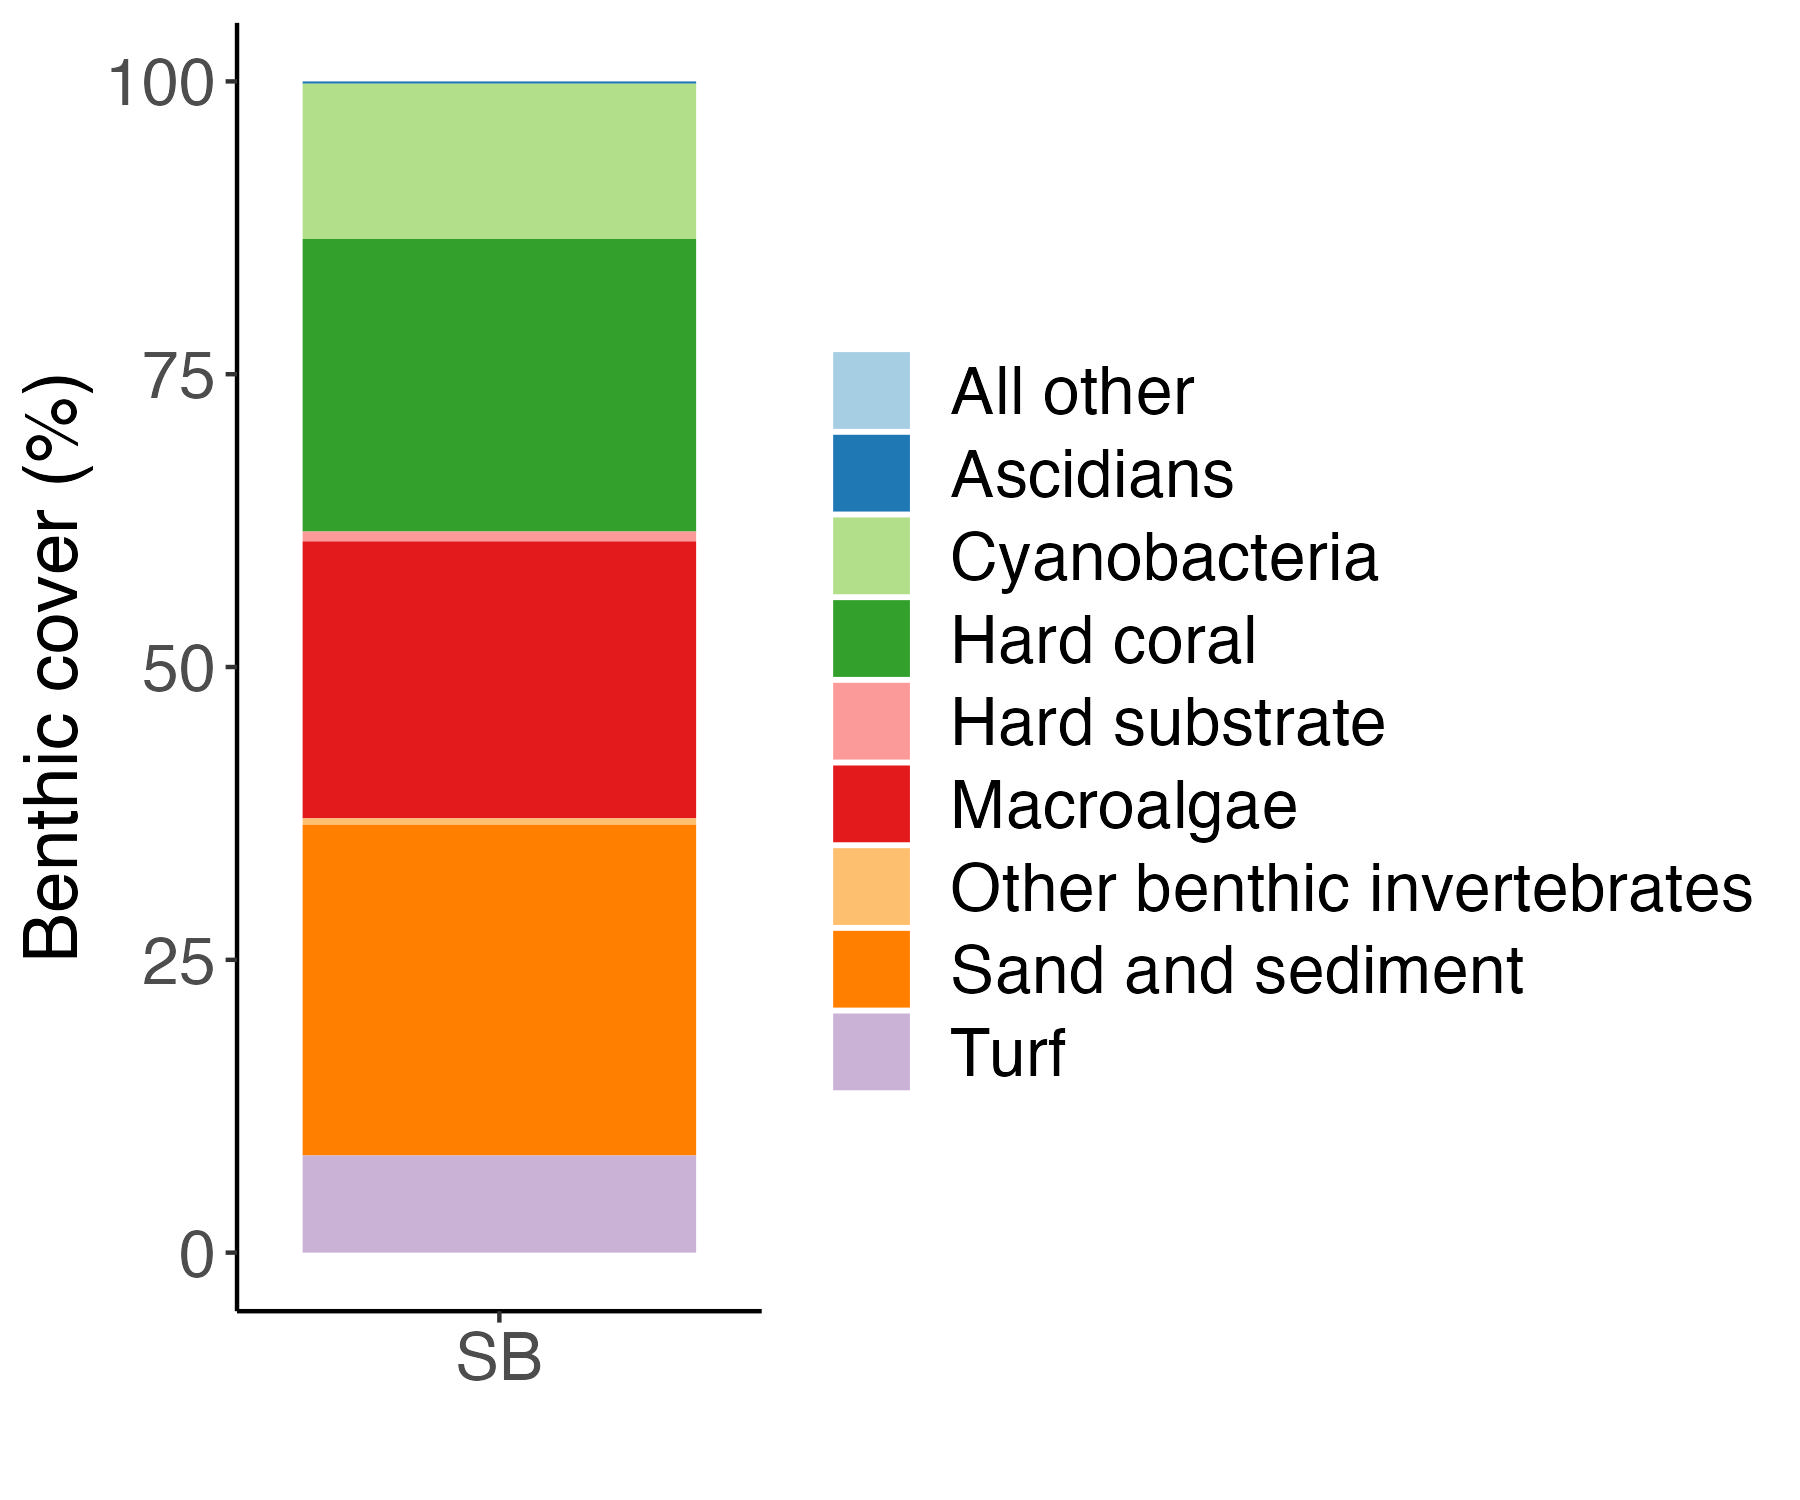 Benthic cover (%)
100
75
50
25
0
SB
All other
Ascidians
Cyanobacteria
Hard coral
Hard substrate
Macroalgae
Other benthic invertebrates
Sand and sediment
Turf